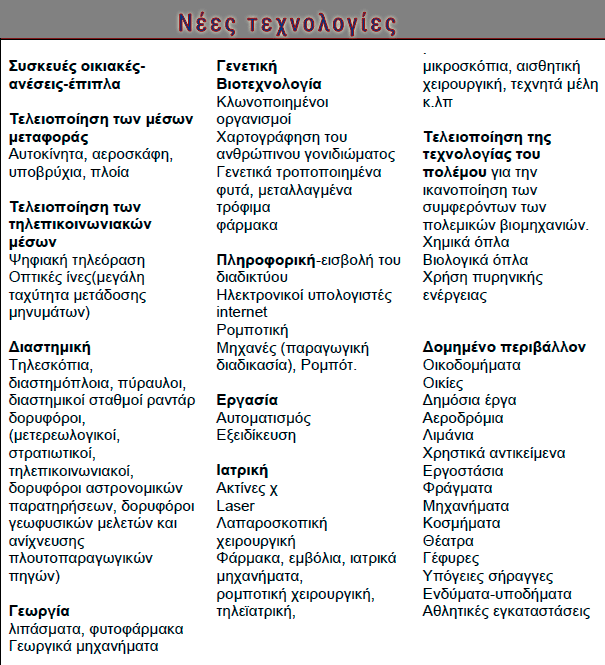 Νέες τεχνολογίες
Συσκευές οικιακές-
ανέσεις-έπιπλα
Τελειοποίηση των μέσων
μεταφοράς
Αυτοκίνητα, αεροσκάφη,
υποβρύχια, πλοία
Τελειοποίηση των
τηλεπικοινωνιακών
μέσων
Ψηφιακή τηλεόραση
Οπτικές ίνες(μεγάλη
ταχύτητα μετάδοσης
μηνυμάτων)
Διαστημική
Τηλεσκόπια,
διαστημόπλοια, πύραυλοι,
διαστημικοί σταθμοί ραντάρ
δορυφόροι,
(μετερεωλογικοί,
στρατιωτικοί,
τηλεπικοινωνιακοί,
δορυφόροι αστρονομικών
παρατηρήσεων, δορυφόροι
γεωφυσικών μελετών και
ανίχνευσης
πλουτοπαραγωγικών
πηγών)
Γεωργία
λιπάσματα, φυτοφάρμακα
Γεωργικά μηχανήματα
Γενετική
Βιοτεχνολογία
Κλωνοποιημένοι
οργανισμοί
Χαρτογράφηση του
ανθρώπινου γονιδιώματος
Γενετικά τροποποιημένα
φυτά, μεταλλαγμένα
τρόφιμα
φάρμακα
Πληροφορική-εισβολή του
διαδικτύου
Ηλεκτρονικοί υπολογιστές
internet
Ρομποτική
Μηχανές (παραγωγική
διαδικασία), Ρομπότ.
Εργασία
Αυτοματισμός
Εξειδίκευση
Ιατρική
Ακτίνες χ
Laser
Λαπαροσκοπική
χειρουργική
Φάρμακα, εμβόλια, ιατρικά
μηχανήματα,
ρομποτική χειρουργική,
τηλεϊατρική,
.
μικροσκόπια, αισθητική
χειρουργική, τεχνητά μέλη
κ.λπ
Τελειοποίηση της
τεχνολογίας του
πολέμου για την
ικανοποίηση των
συμφερόντων των
πολεμικών βιομηχανιών.
Χημικά όπλα
Βιολογικά όπλα
Χρήση πυρηνικής
ενέργειας
Δομημένο περιβάλλον
Οικοδομήματα
Οικίες
Δημόσια έργα
Αεροδρόμια
Λιμάνια
Χρηστικά αντικείμενα
Εργοστάσια
Φράγματα
Μηχανήματα
Κοσμήματα
Θέατρα
Γέφυρες
Υπόγειες σήραγγες
Ενδύματα-υποδήματα
Αθλητικές εγκαταστάσεις